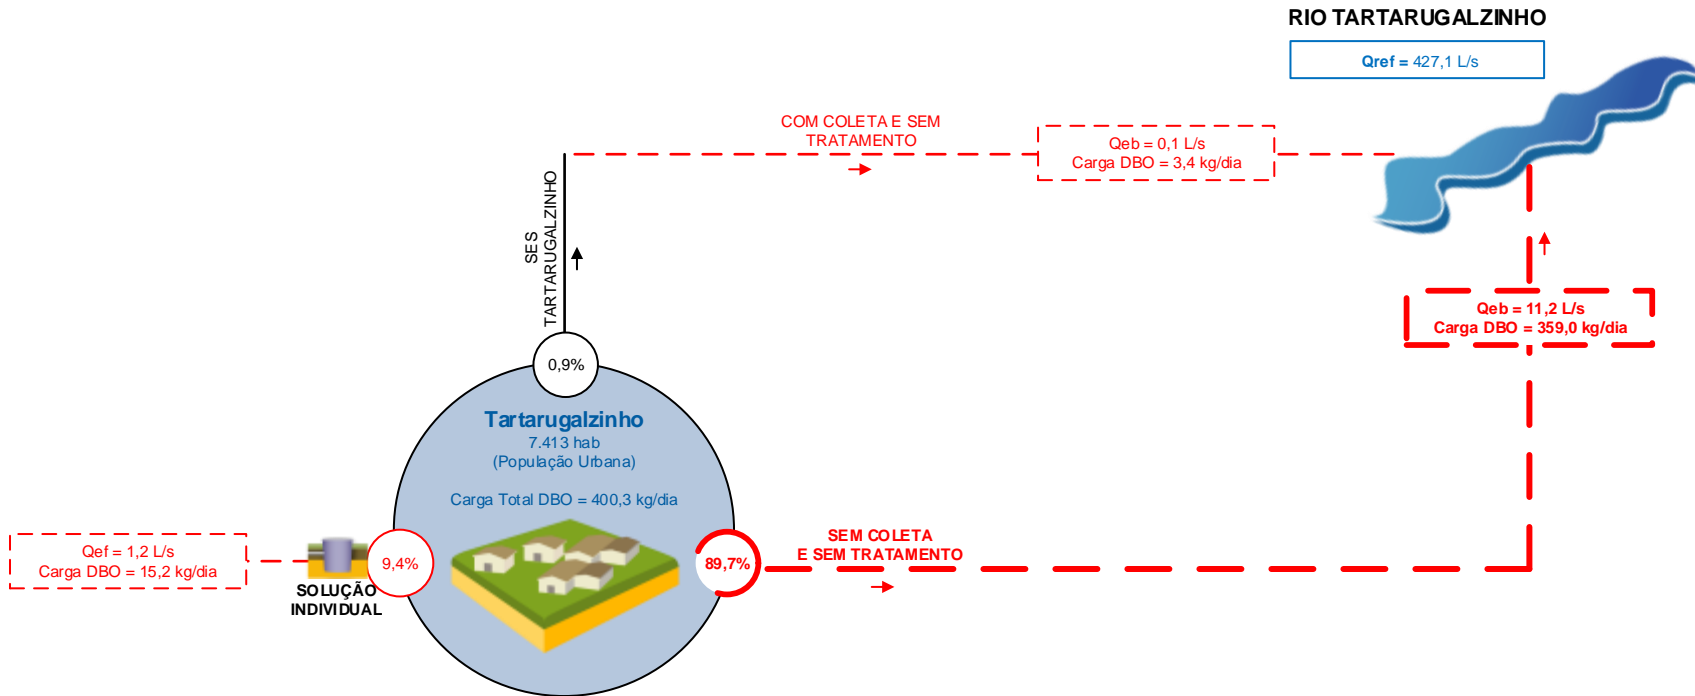 RIO TARTARUGALZINHO
Qref = 427,1 L/s
COM COLETA E SEM
TRATAMENTO
Qeb = 0,1 L/s
Carga DBO = 3,4 kg/dia
SES
TARTARUGALZINHO
Qeb = 11,2 L/s
Carga DBO = 359,0 kg/dia
0,9%
Tartarugalzinho
7.413 hab
(População Urbana)
Carga Total DBO = 400,3 kg/dia
SEM COLETA
E SEM TRATAMENTO
Qef = 1,2 L/s
Carga DBO = 15,2 kg/dia
9,4%
89,7%
SOLUÇÃO
INDIVIDUAL